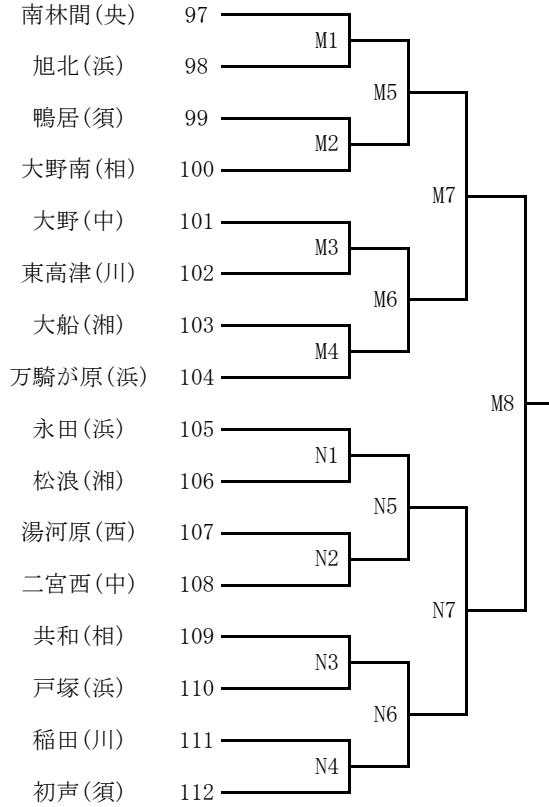 南林間(央) 97
M1
旭北(浜) 98
M5
鴨居(須) 99
M2
大野南(相) 100
M7
大野(中) 101
M3
東高津(川) 102
M6
大船(湘) 103
M4
万騎が原(浜) 104
M8
永田(浜) 105
N1
松浪(湘) 106
N5
湯河原(西) 107
N2
二宮西(中) 108
N7
共和(相) 109
N3
戸塚(浜) 110
N6
稲田(川) 111
N4
初声(須) 112